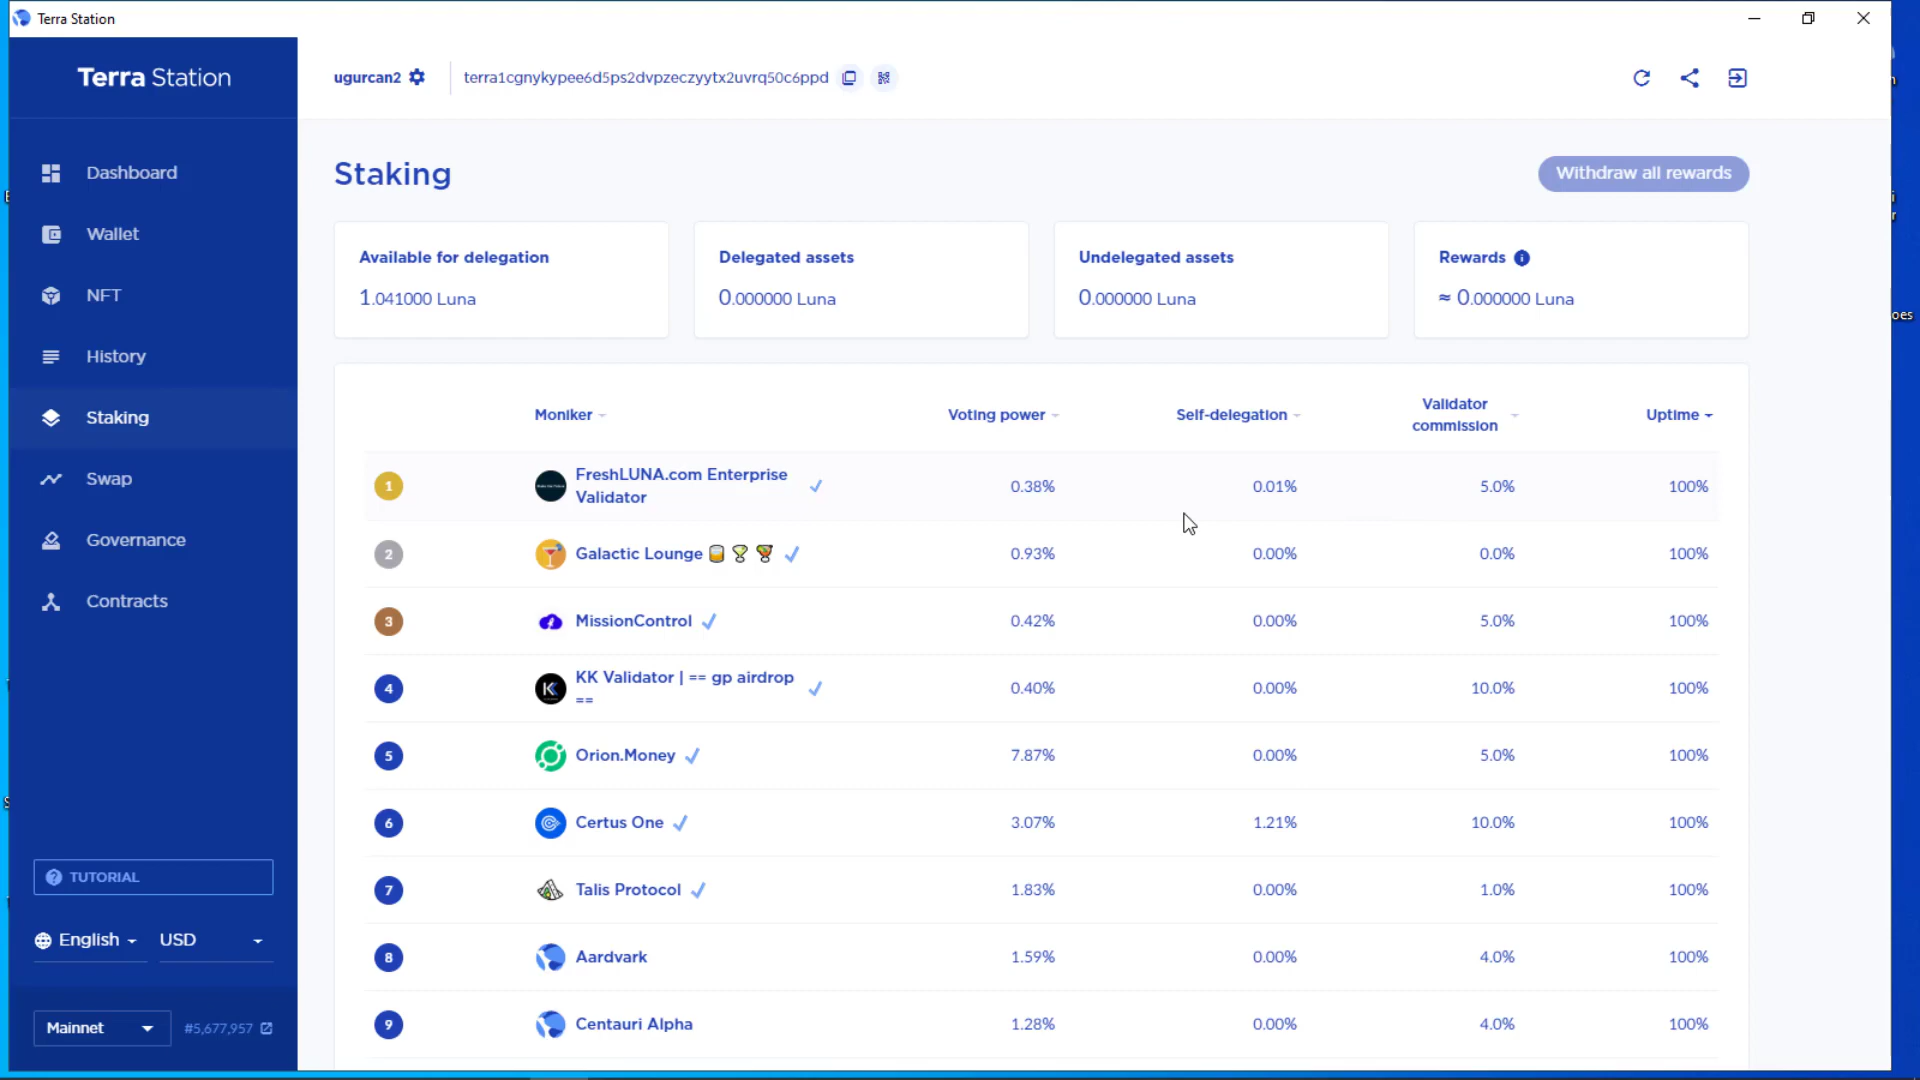 Terra Station
Terra Station
ugurcan2
terra1cgnykypee6d5ps2dvpzeczyytx2uvrq50c6ppd
Dashboard
Wallet
NFT
History
Staking
Swap
Governance
Contracts
TUTORIAL
English
USD
Mainnet
#5,677,957
Staking
Withdraw all rewards
Available for delegation
1.041000 Luna
Delegated assets
0.000000 Luna
Undelegated assets
0.000000 Luna
Rewards
≈ 0.000000 Luna
Moniker Voting power Self-delegation Validator commission Uptime
1 FreshLUNA.com Enterprise Validator 0.38% 0.01% 5.0% 100%
2 Galactic Lounge 🥃 🍸 🍹 0.93% 0.00% 0.0% 100%
3 MissionControl 0.42% 0.00% 5.0% 100%
4 KK Validator | == gp airdrop == 0.40% 0.00% 10.0% 100%
5 Orion.Money 7.87% 0.00% 5.0% 100%
6 Certus One 3.07% 1.21% 10.0% 100%
7 Talis Protocol 1.83% 0.00% 1.0% 100%
8 Aardvark 1.59% 0.00% 4.0% 100%
9 Centauri Alpha 1.28% 0.00% 4.0% 100%
oes